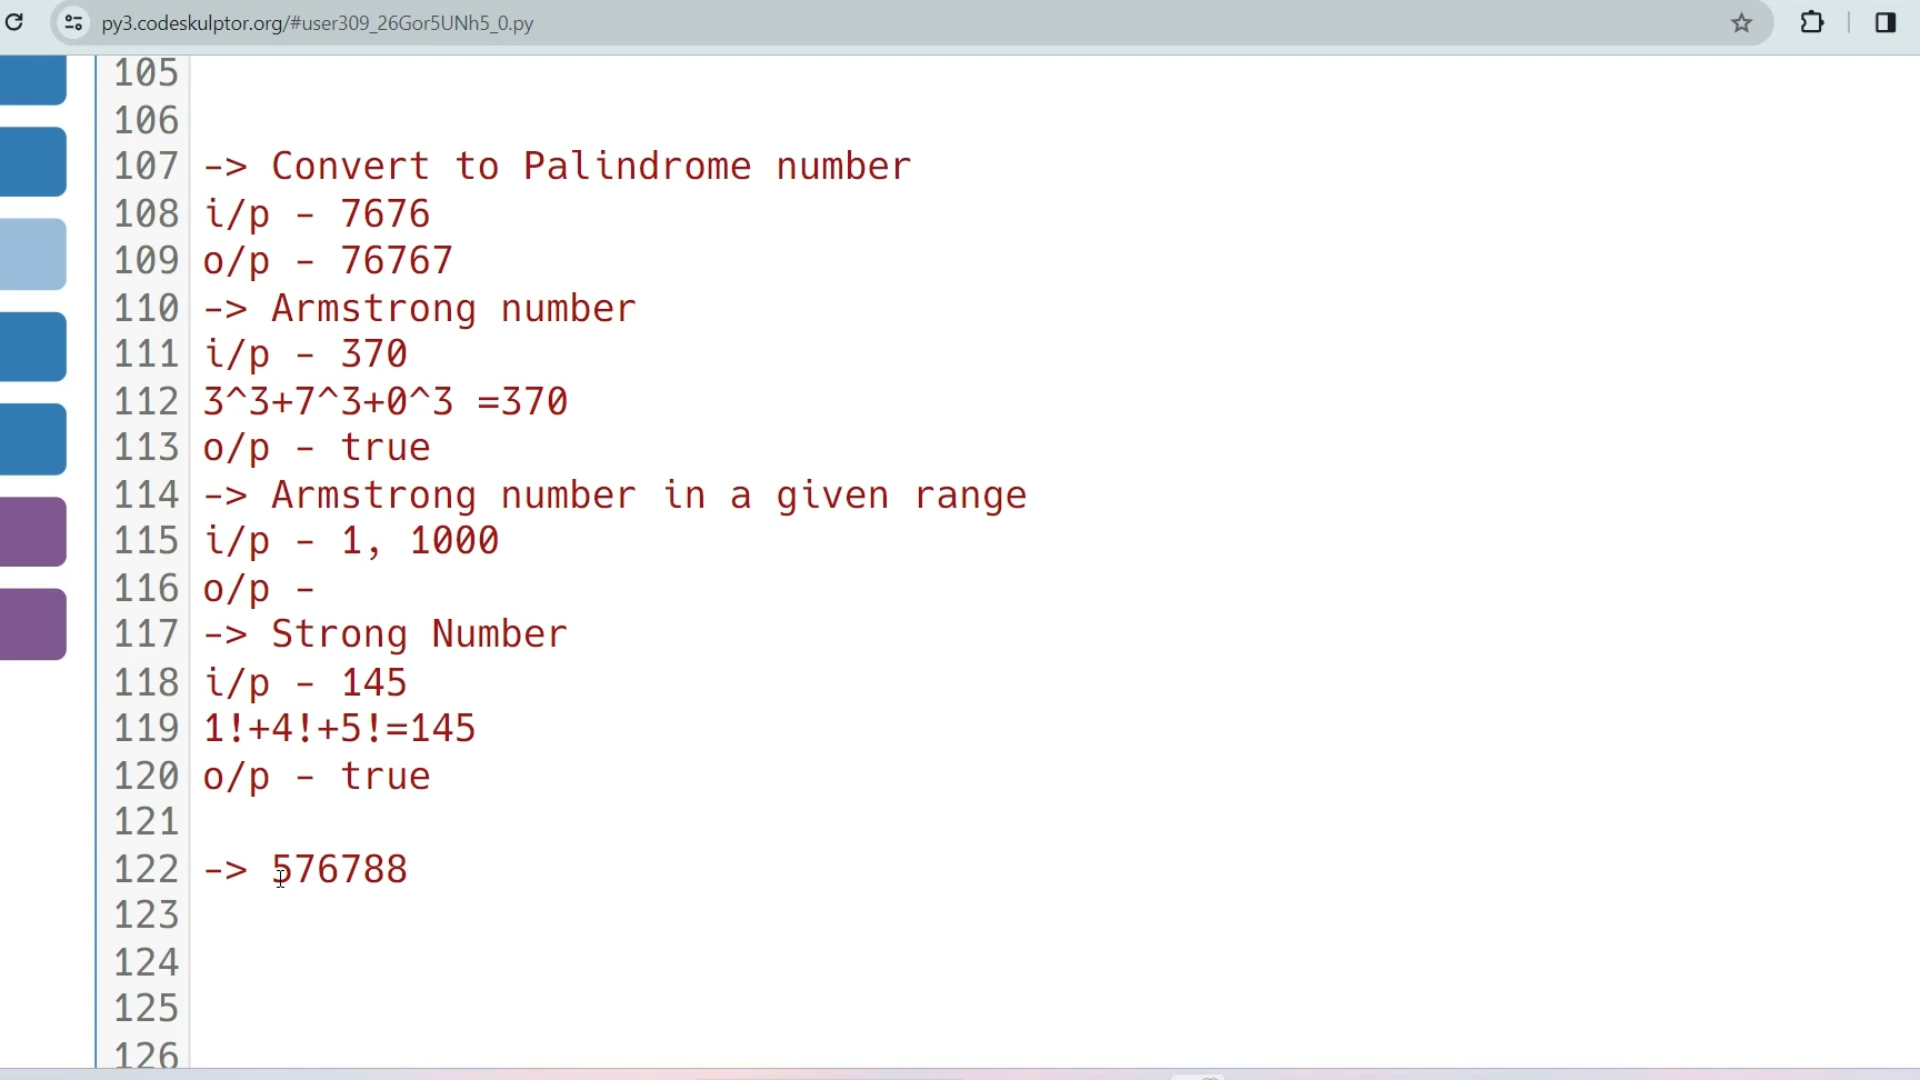 py3.codeskulptor.org/#user309_26Gor5UNh5_0.py
105
106
107 -> Convert to Palindrome number
108 i/p - 7676
109 o/p - 76767
110 -> Armstrong number
111 i/p - 370
112 3^3+7^3+0^3 =370
113 o/p - true
114 -> Armstrong number in a given range
115 i/p - 1, 1000
116 o/p -
117 -> Strong Number
118 i/p - 145
119 1!+4!+5!=145
120 o/p - true
121
122 -> 576788
123
124
125
126